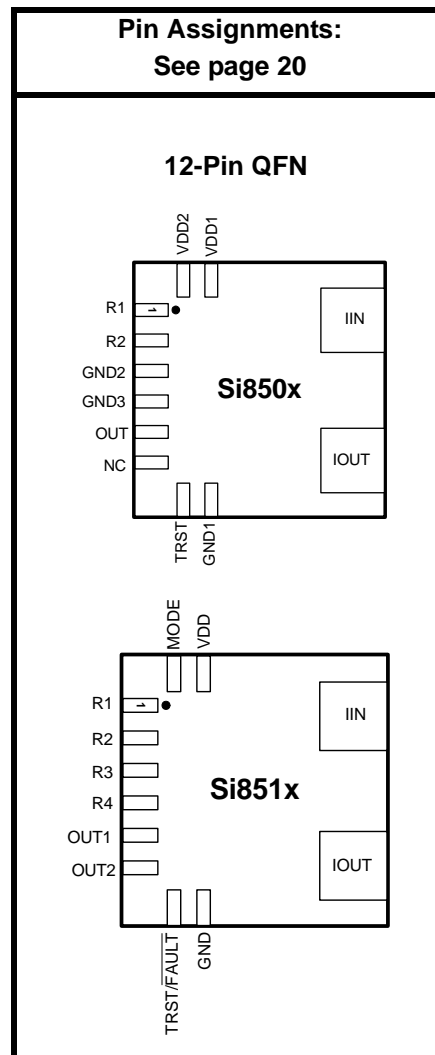 Pin Assignments:
See page 20
12-Pin QFN
VDD2
VDD1
R1
1
IIN
R2
GND2
Si850x
GND3
OUT
IOUT
NC
TRST
GND1
MODE
VDD
R1
1
IIN
R2
R3
Si851x
R4
OUT1
IOUT
OUT2
TRST/FAULT
GND